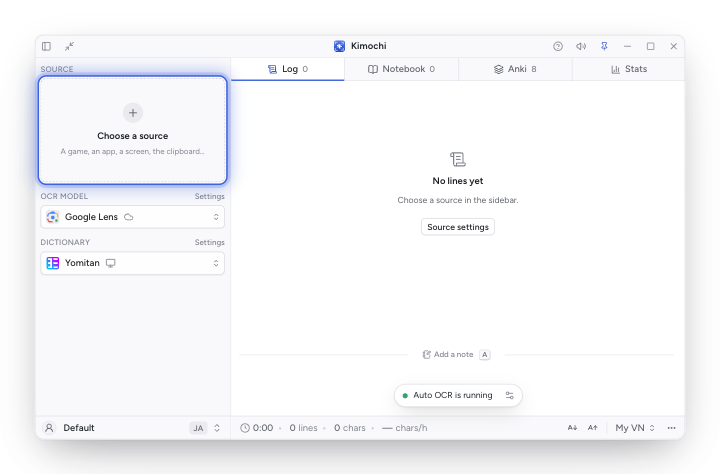 Kimochi
SOURCE
Choose a source
A game, an app, a screen, the clipboard...
OCR MODEL Settings
Google Lens
DICTIONARY Settings
Yomitan
Default JA
Log 0 Notebook 0 Anki 8 Stats
No lines yet
Choose a source in the sidebar.
Source settings
Add a note A
Auto OCR is running
0:00 • 0 lines • 0 chars • — chars/h A↓ A↑ My VN